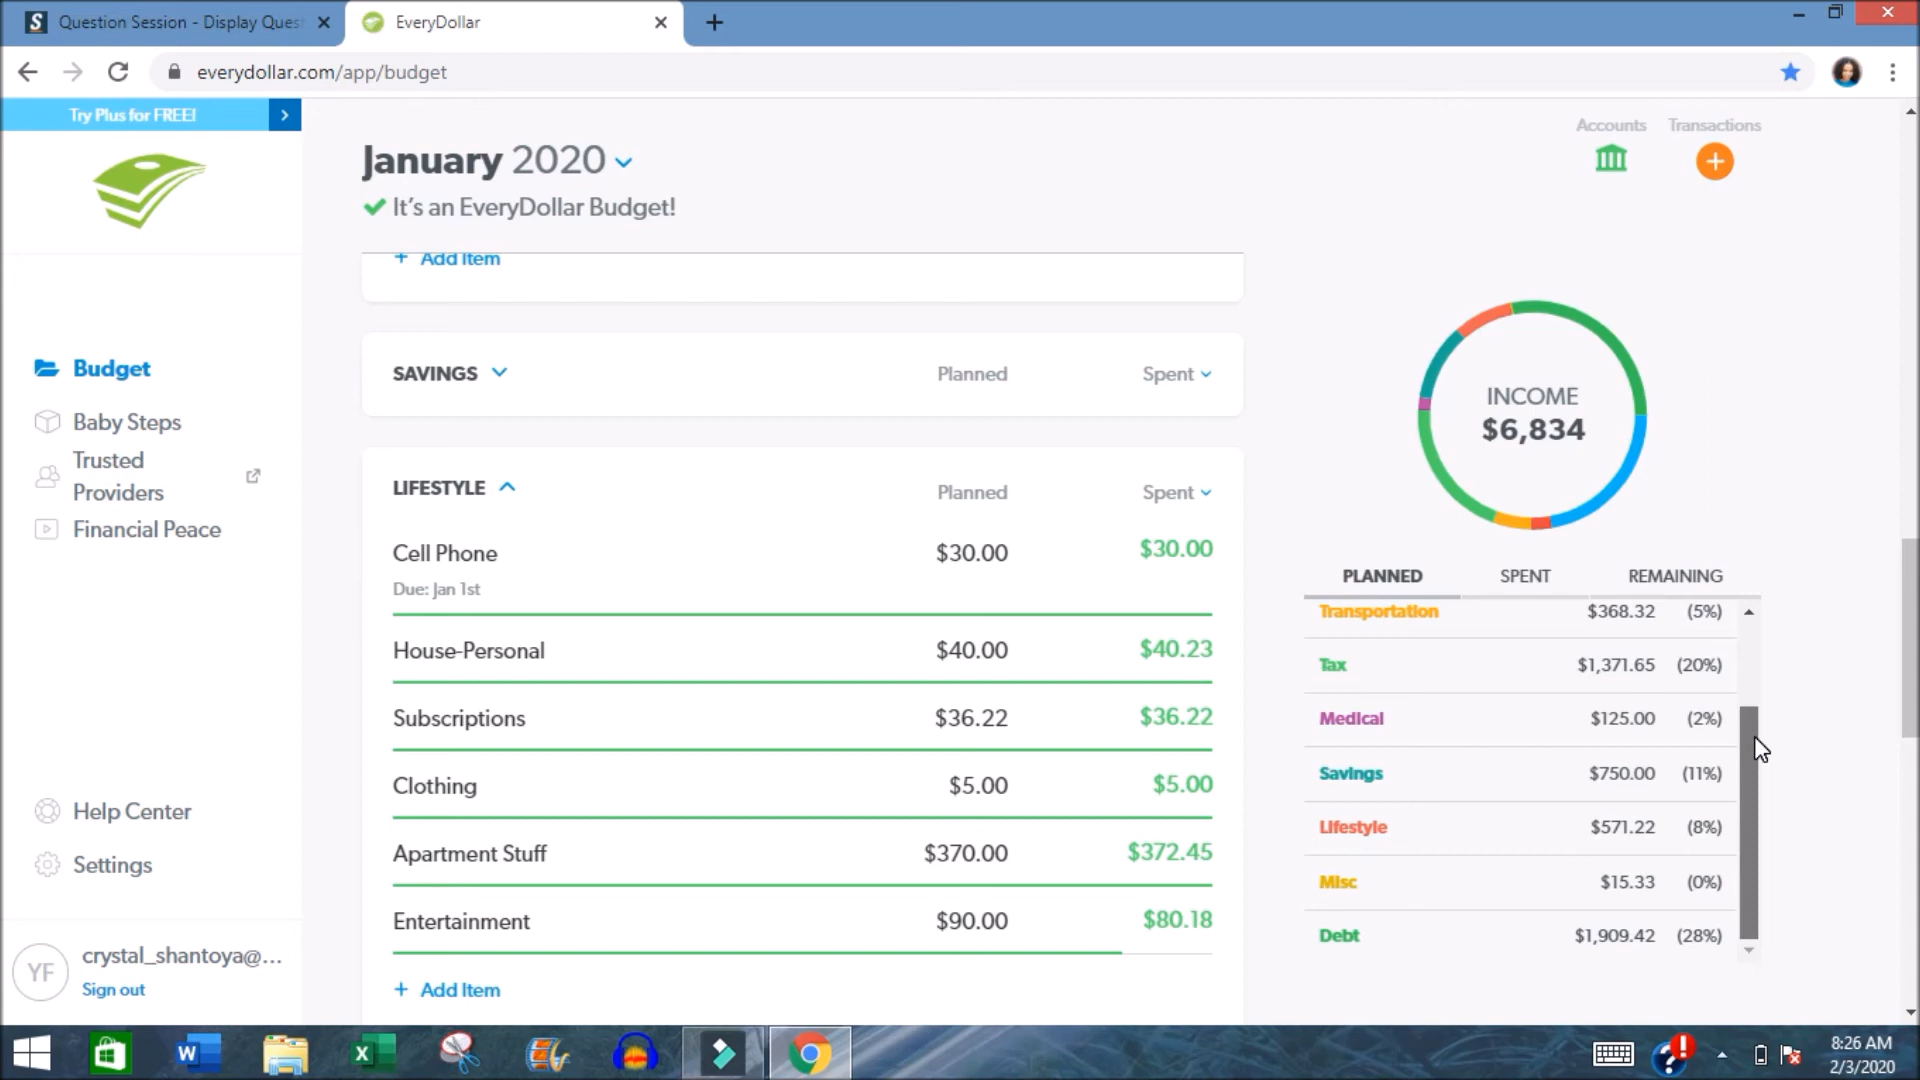 Question Session - Display Ques
EveryDollar
everydollar.com/app/budget
Try Plus for FREE!
January 2020
It's an EveryDollar Budget!
Accounts
Transactions
Budget
Baby Steps
Trusted
Providers
Financial Peace
Help Center
Settings
YF
crystal_shantoya@...
Sign out
+ Add Item
SAVINGS Planned Spent
LIFESTYLE Planned Spent
Cell Phone $30.00 $30.00
Due: Jan 1st
House-Personal $40.00 $40.23
Subscriptions $36.22 $36.22
Clothing $5.00 $5.00
Apartment Stuff $370.00 $372.45
Entertainment $90.00 $80.18
+ Add Item
INCOME
$6,834
PLANNED SPENT REMAINING
Transportation $368.32 (5%)
Tax $1,371.65 (20%)
Medical $125.00 (2%)
Savings $750.00 (11%)
Lifestyle $571.22 (8%)
Misc $15.33 (0%)
Debt $1,909.42 (28%)
8:26 AM
2/3/2020